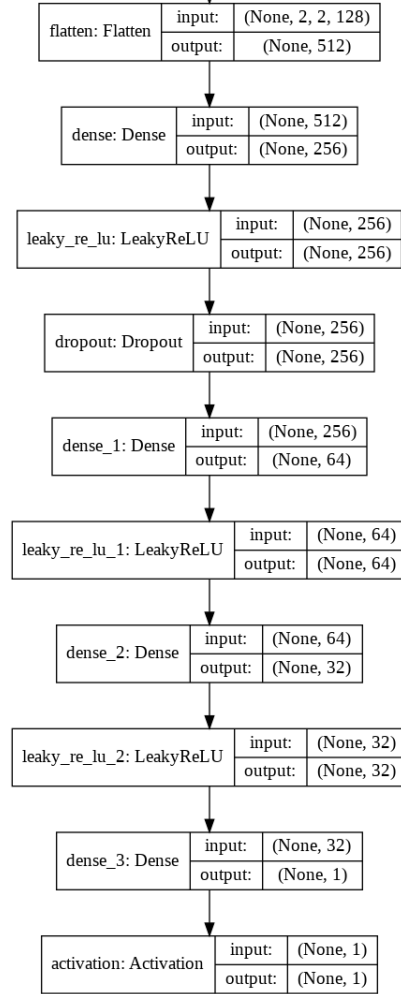 flatten: Flatten
input: (None, 2, 2, 128)
output: (None, 512)
dense: Dense
input: (None, 512)
output: (None, 256)
leaky_re_lu: LeakyReLU
input: (None, 256)
output: (None, 256)
dropout: Dropout
input: (None, 256)
output: (None, 256)
dense_1: Dense
input: (None, 256)
output: (None, 64)
leaky_re_lu_1: LeakyReLU
input: (None, 64)
output: (None, 64)
dense_2: Dense
input: (None, 64)
output: (None, 32)
leaky_re_lu_2: LeakyReLU
input: (None, 32)
output: (None, 32)
dense_3: Dense
input: (None, 32)
output: (None, 1)
activation: Activation
input: (None, 1)
output: (None, 1)